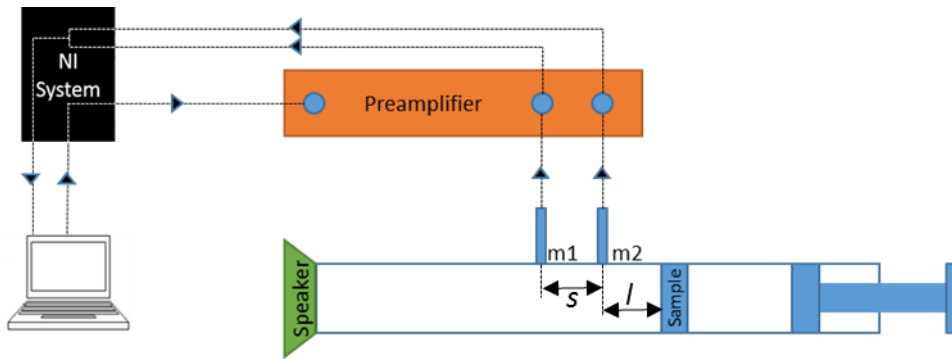 NI
System
Preamplifier
m1
m2
s
l
Speaker
Sample